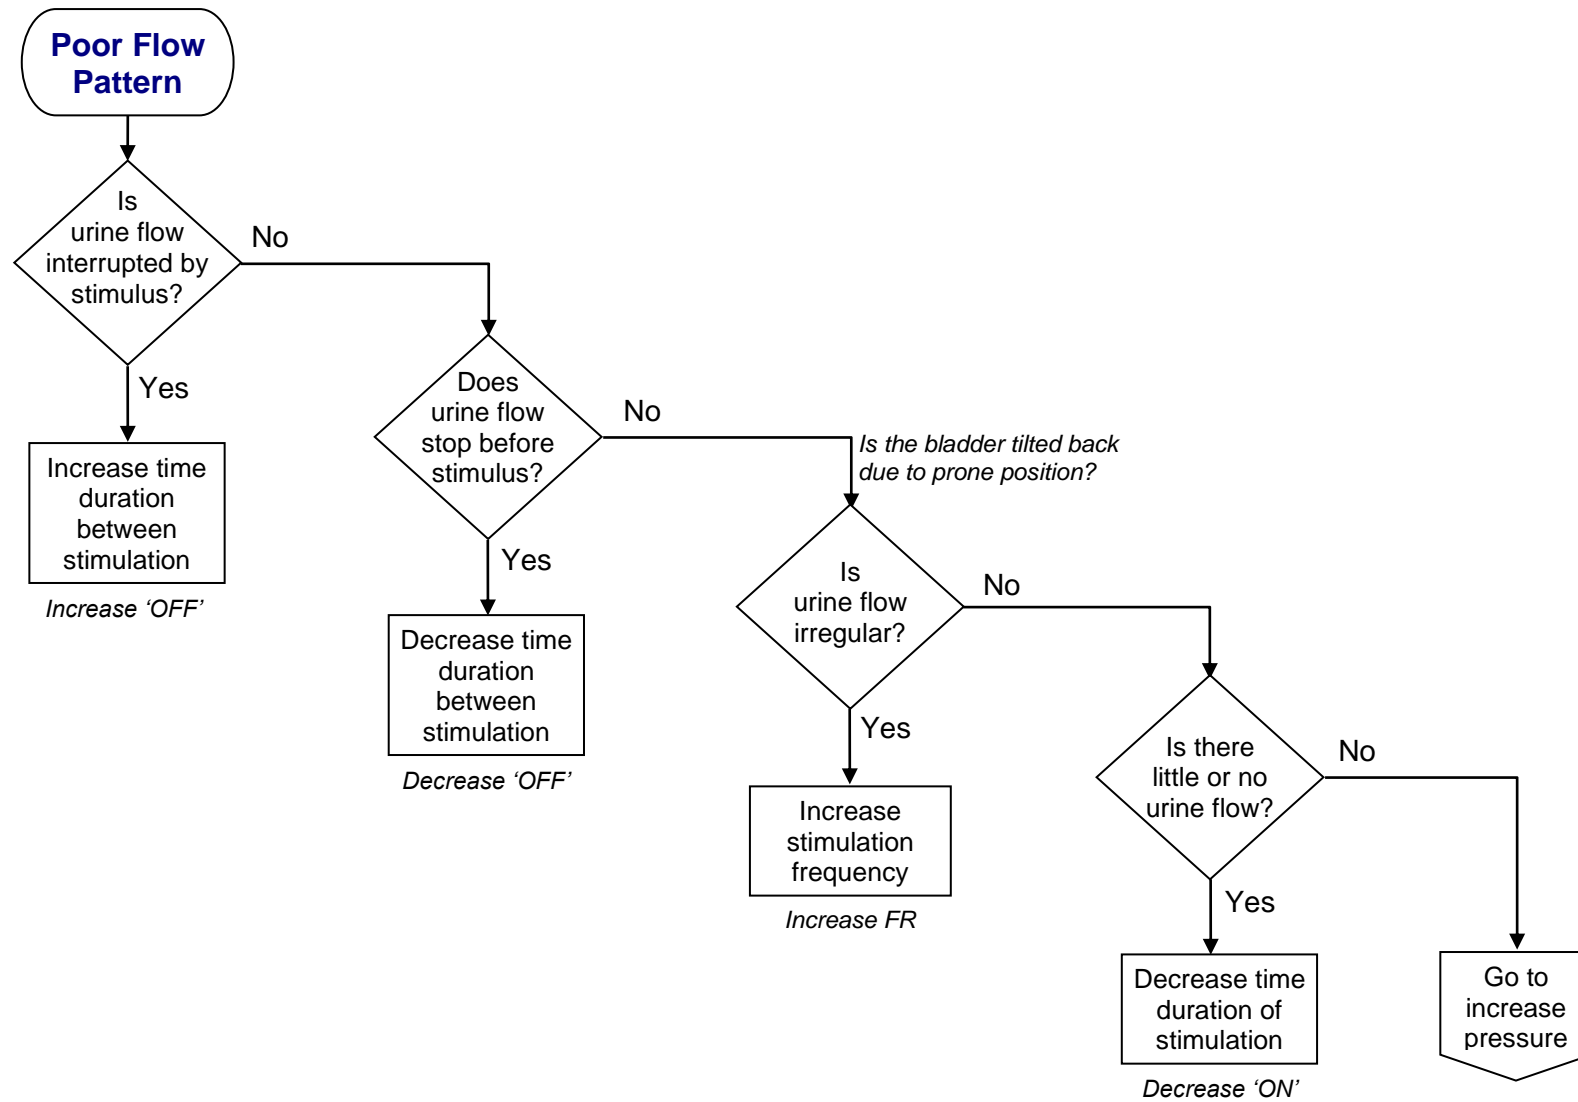 Poor Flow
Pattern
Is
urine flow
interrupted by
stimulus?
No
Yes
Increase time
duration
between
stimulation
Increase ‘OFF’
Does
urine flow
stop before
stimulus?
No
Yes
Decrease time
duration
between
stimulation
Decrease ‘OFF’
Is the bladder tilted back
due to prone position?
Is
urine flow
irregular?
No
Yes
Increase
stimulation
frequency
Increase FR
Is there
little or no
urine flow?
No
Yes
Decrease time
duration of
stimulation
Decrease ‘ON’
Go to
increase
pressure